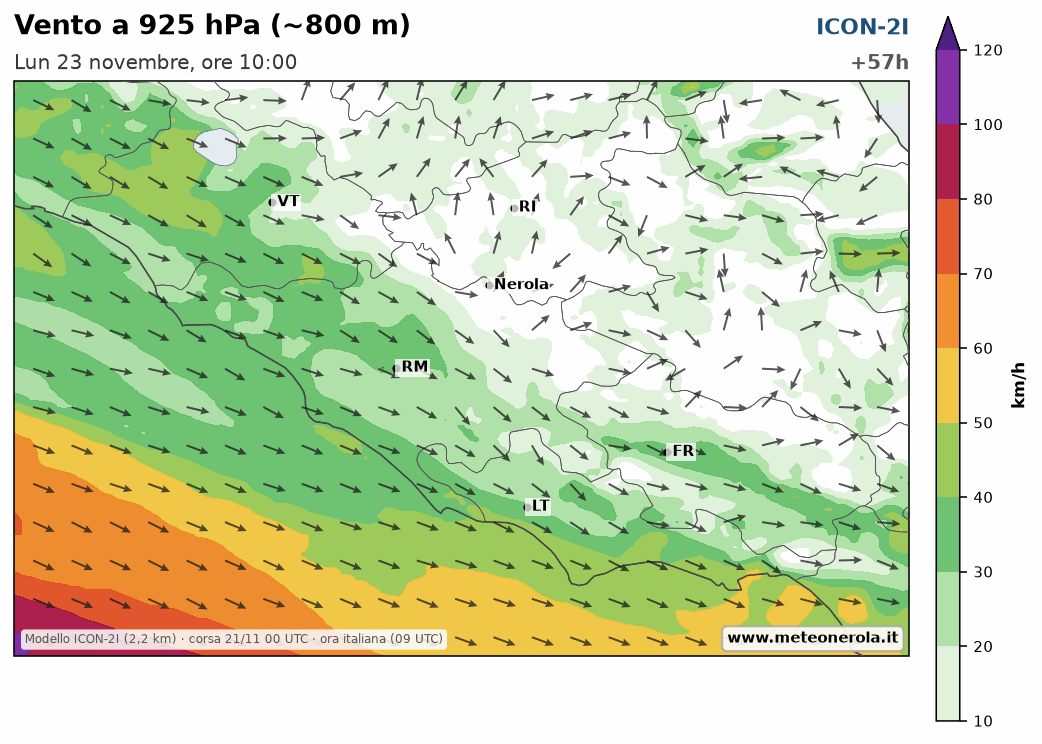 Vento a 925 hPa (~800 m)
ICON-2I
Lun 23 novembre, ore 10:00
+57h
VT
RI
Nerola
RM
FR
LT
Modello ICON-2I (2,2 km) · corsa 21/11 00 UTC · ora italiana (09 UTC)
www.meteonerola.it
120
100
80
70
60
50
40
30
20
10
km/h